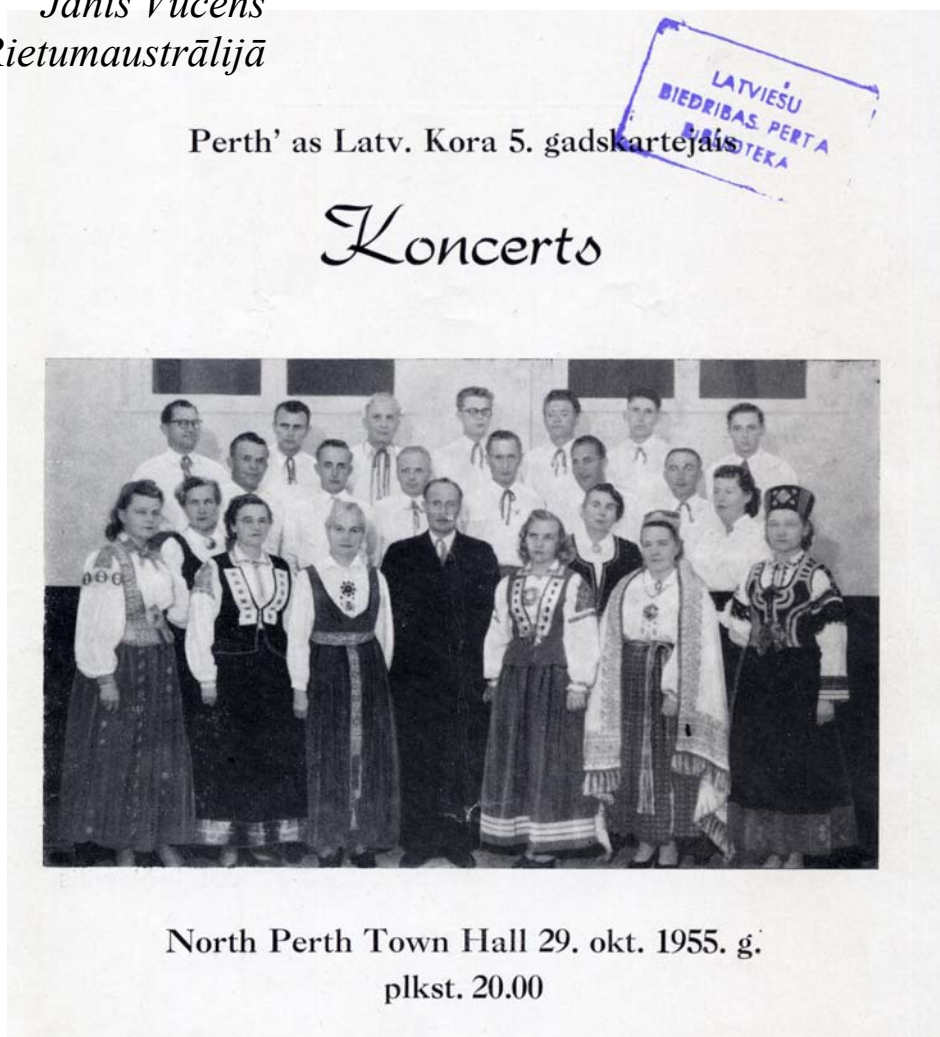 Jānis Vucēns
Rietumaustrālijā
LATVIEŠU
BIEDRIBAS PERTA
BIBLIOTEKA
Perth' as Latv. Kora 5. gadskartejais
Koncerts
North Perth Town Hall 29. okt. 1955. g.
plkst. 20.00